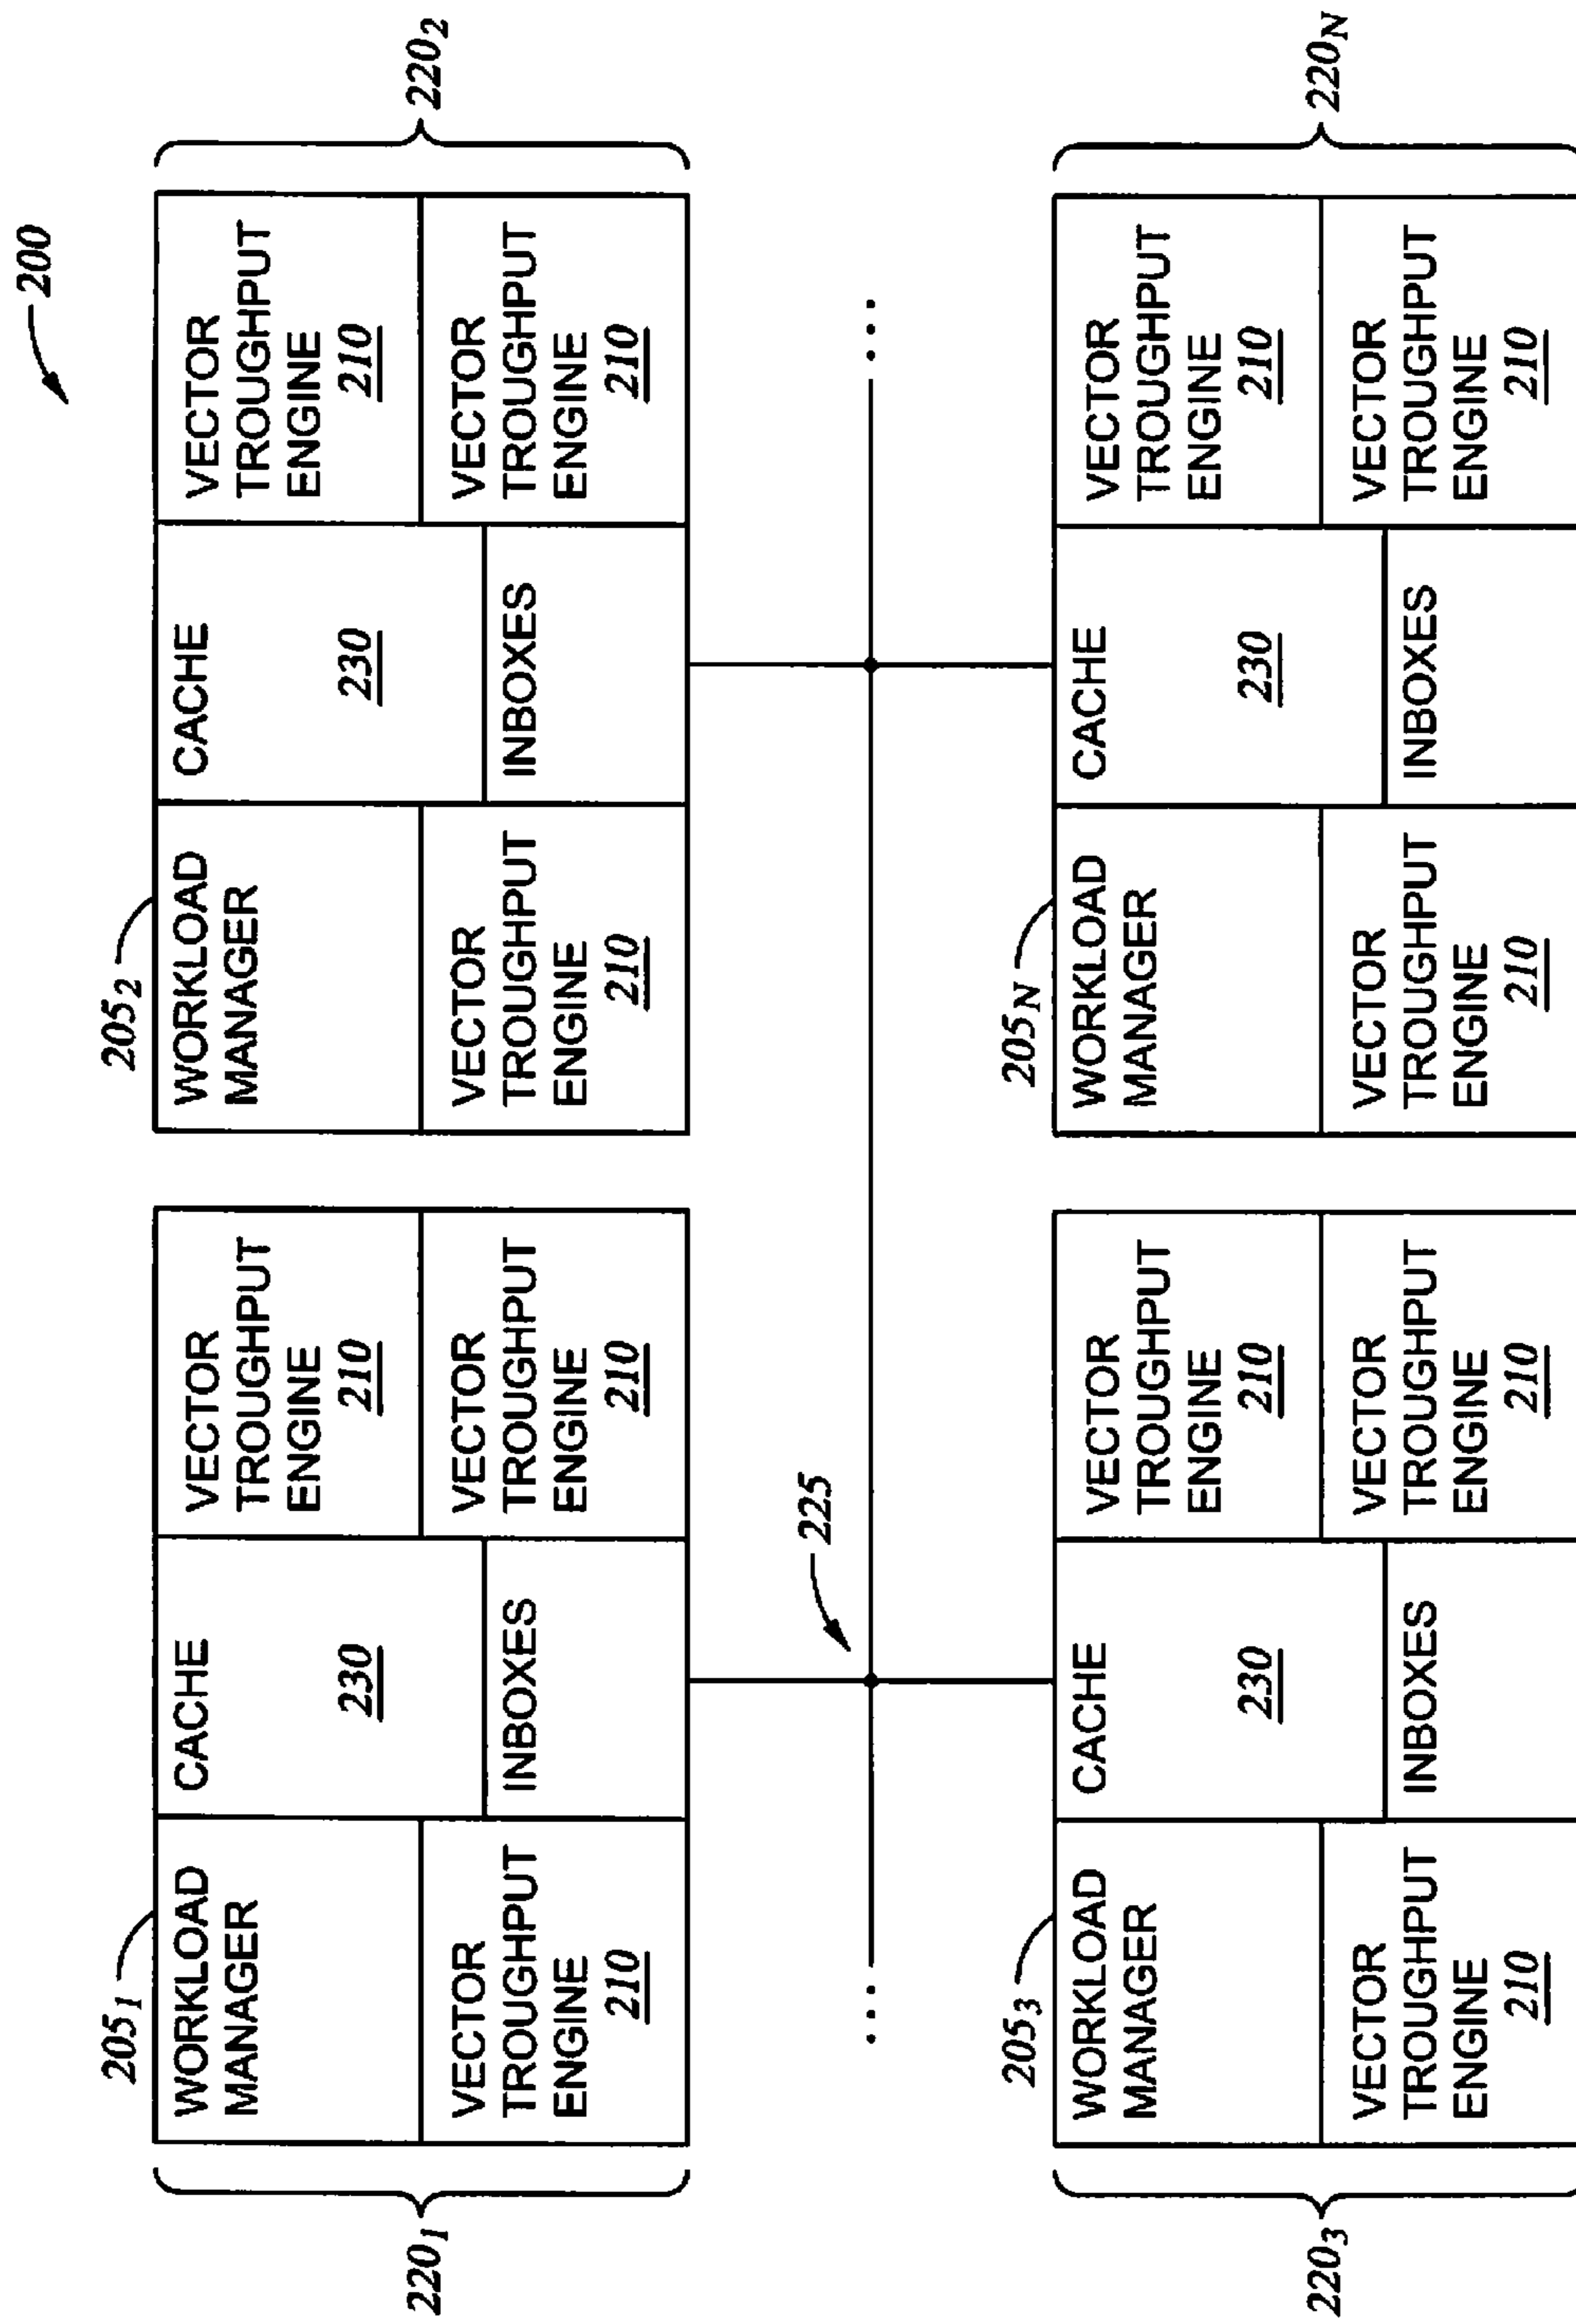 200
205₁
WORKLOAD
MANAGER
CACHE
230
VECTOR
TROUGHPUT
ENGINE
210
VECTOR
TROUGHPUT
ENGINE
210
INBOXES
VECTOR
TROUGHPUT
ENGINE
210
220₁
205₂
WORKLOAD
MANAGER
CACHE
230
VECTOR
TROUGHPUT
ENGINE
210
VECTOR
TROUGHPUT
ENGINE
210
INBOXES
VECTOR
TROUGHPUT
ENGINE
210
220₂
...
225
...
205₃
WORKLOAD
MANAGER
CACHE
230
VECTOR
TROUGHPUT
ENGINE
210
VECTOR
TROUGHPUT
ENGINE
210
INBOXES
VECTOR
TROUGHPUT
ENGINE
210
220₃
205N
WORKLOAD
MANAGER
CACHE
230
VECTOR
TROUGHPUT
ENGINE
210
VECTOR
TROUGHPUT
ENGINE
210
INBOXES
VECTOR
TROUGHPUT
ENGINE
210
220N